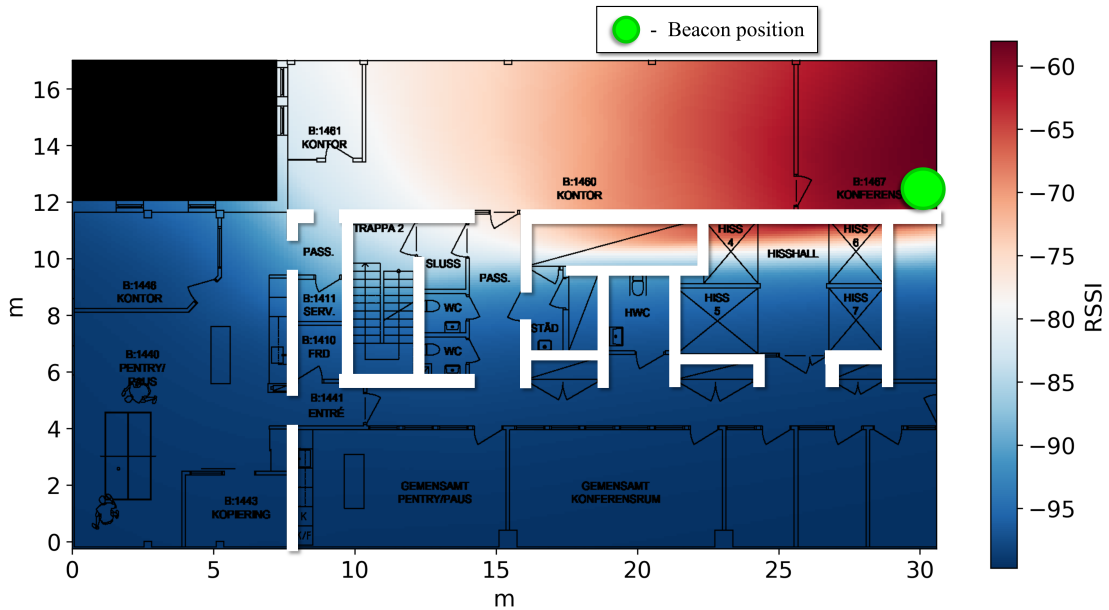 - Beacon position
16
14
12
10
8
6
4
2
0
m
0
5
10
15
20
25
30
m
−60
−65
−70
−75
−80
−85
−90
−95
RSSI
B:1461
KONTOR
B:1460
KONTOR
B:1467
KONFERENS
TRAPPA 2
PASS.
SLUSS
PASS.
HISS
4
HISSHALL
HISS
6
B:1446
KONTOR
B:1411
SERV.
WC
STÄD
HWC
HISS
5
HISS
7
B:1410
FRD
WC
B:1440
PENTRY/
PAUS
B:1441
ENTRÉ
B:1443
KOPIERING
K
K/F
GEMENSAMT
PENTRY/PAUS
GEMENSAMT
KONFERENSRUM